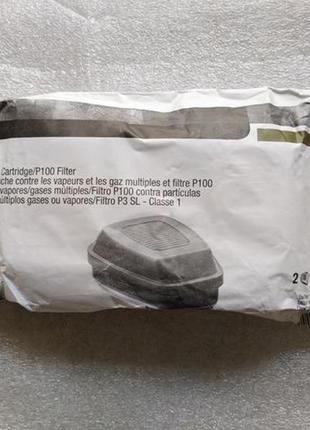 Cartridge/P100 Filter
che contre les vapeurs et les gaz multiples et filtre P100
vapores/gases múltiples/Filtro P100 contra partículas
últiplos gases ou vapores/Filtro P3 SL - Classe 1
2